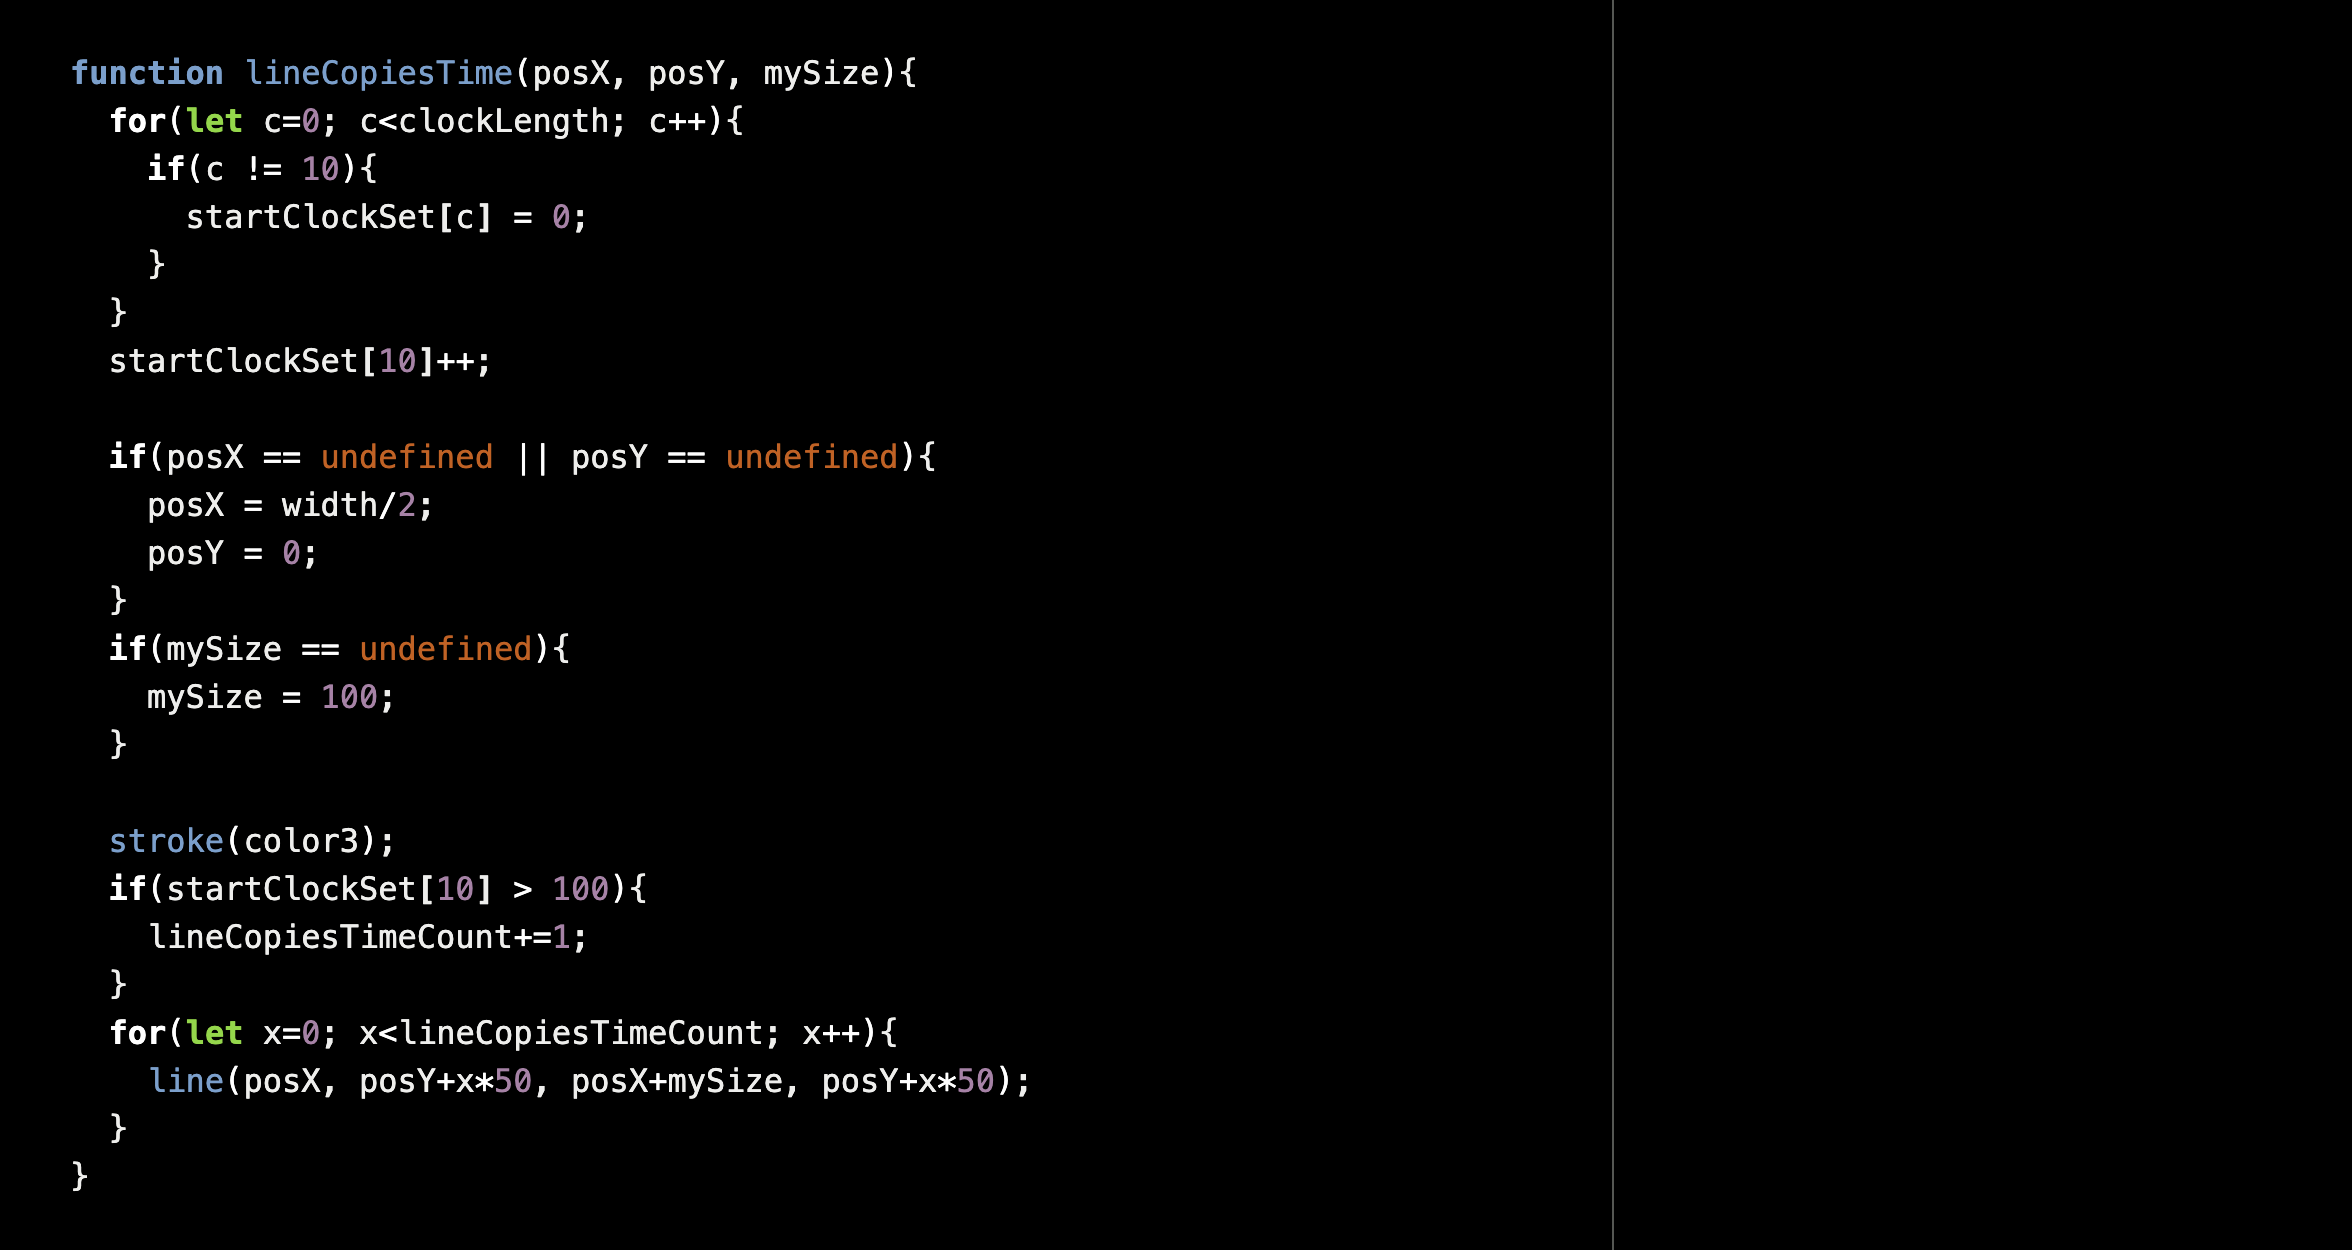 function lineCopiesTime(posX, posY, mySize){
  for(let c=0; c<clockLength; c++){
    if(c != 10){
      startClockSet[c] = 0;
    }
  }
  startClockSet[10]++;

  if(posX == undefined || posY == undefined){
    posX = width/2;
    posY = 0;
  }
  if(mySize == undefined){
    mySize = 100;
  }

  stroke(color3);
  if(startClockSet[10] > 100){
    lineCopiesTimeCount+=1;
  }
  for(let x=0; x<lineCopiesTimeCount; x++){
    line(posX, posY+x*50, posX+mySize, posY+x*50);
  }
}